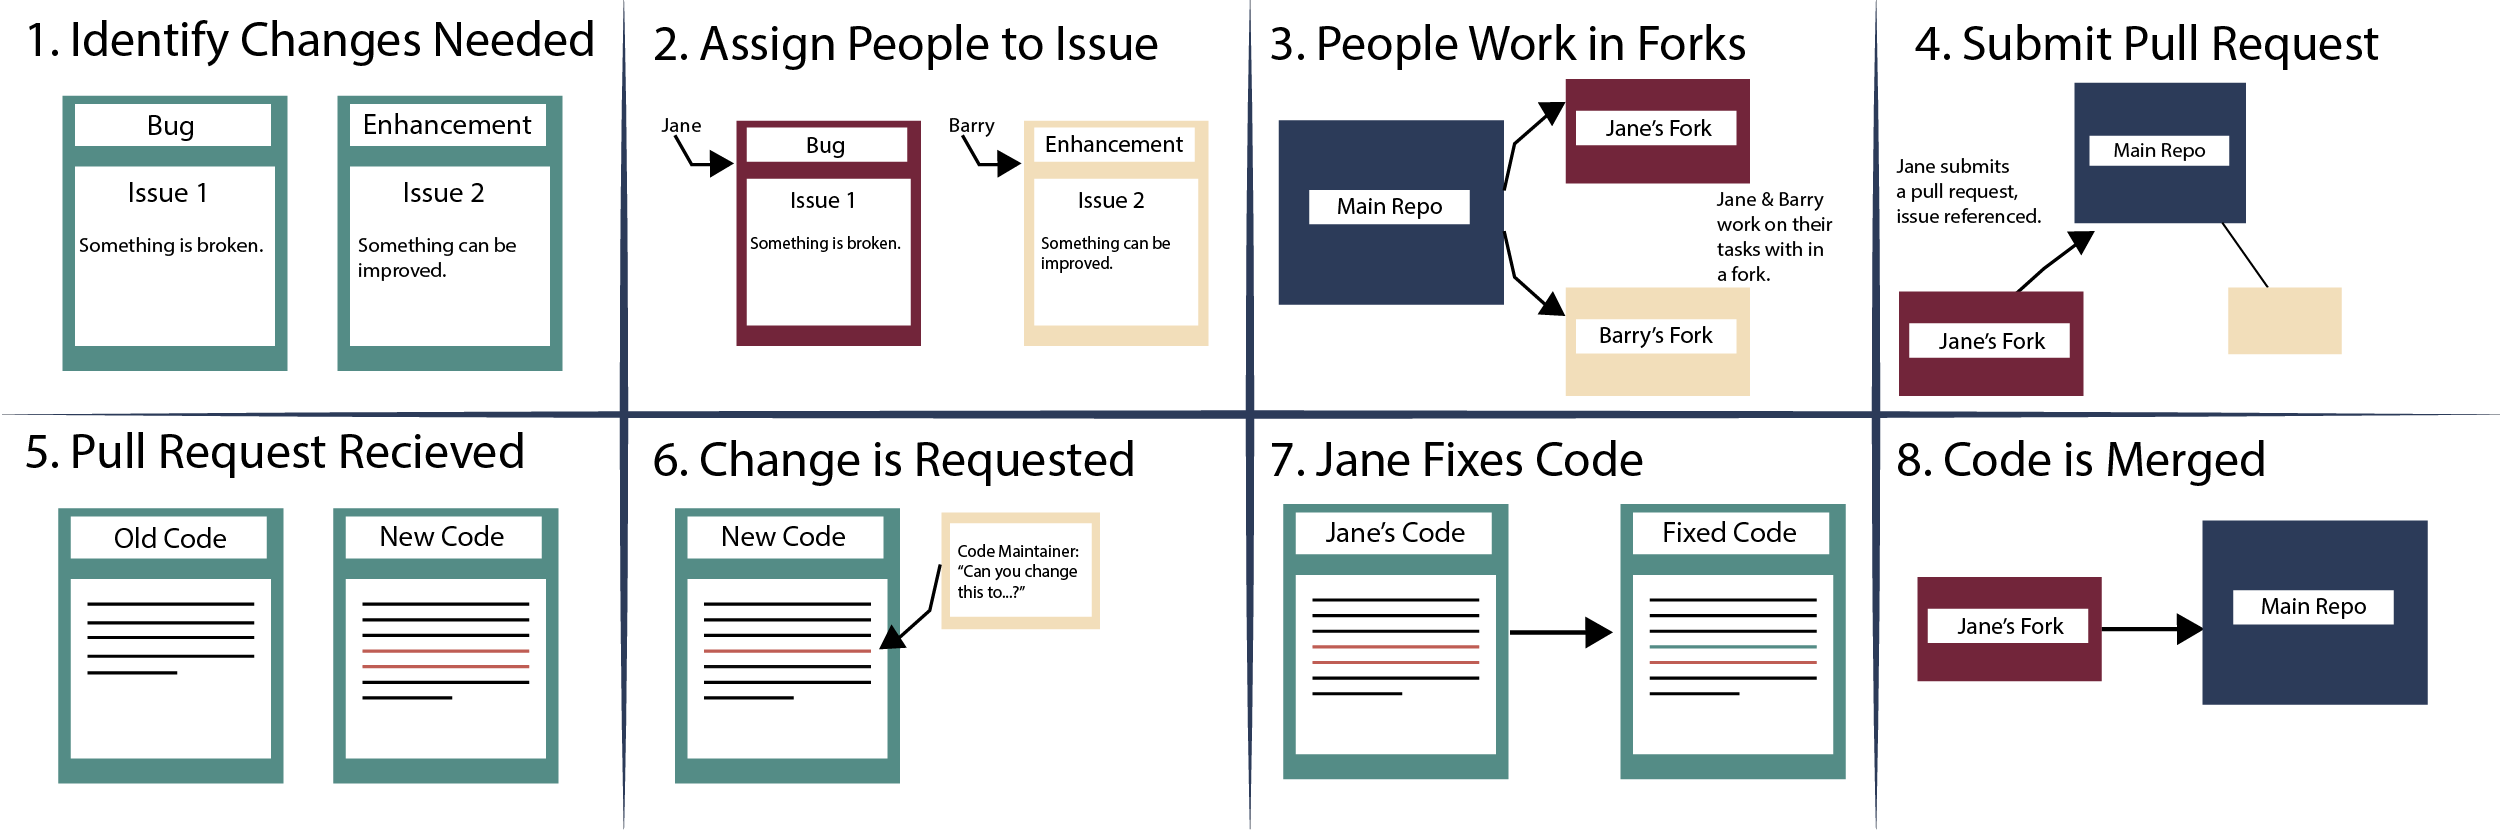 1. Identify Changes Needed
Bug
Issue 1
Something is broken.
Enhancement
Issue 2
Something can be
improved.
2. Assign People to Issue
Jane
Bug
Issue 1
Something is broken.
Barry
Enhancement
Issue 2
Something can be
improved.
3. People Work in Forks
Main Repo
Jane's Fork
Jane & Barry
work on their
tasks with in
a fork.
Barry's Fork
4. Submit Pull Request
Main Repo
Jane submits
a pull request,
issue referenced.
Jane's Fork
5. Pull Request Recieved
Old Code
New Code
6. Change is Requested
New Code
Code Maintainer:
“Can you change
this to...?”
7. Jane Fixes Code
Jane's Code
Fixed Code
8. Code is Merged
Jane's Fork
Main Repo